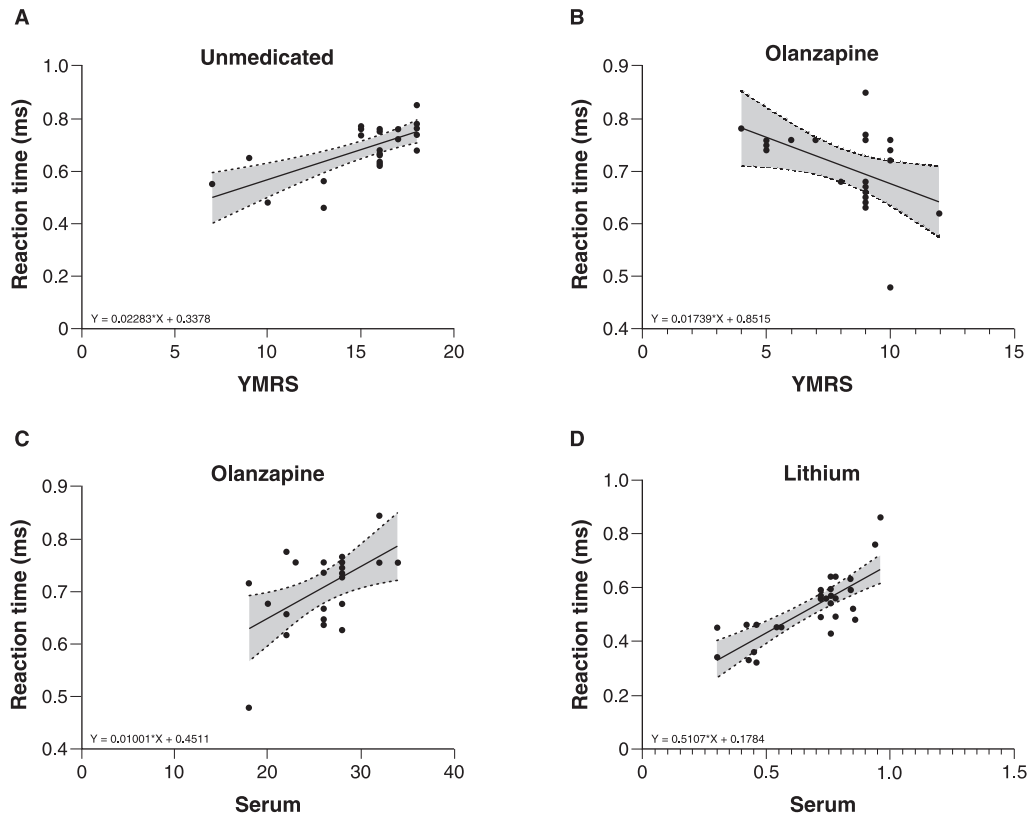 A
Unmedicated
Reaction time (ms)
1.0
0.8
0.6
0.4
0.2
0
Y = 0.02283*X + 0.3378
0 5 10 15 20
YMRS
B
Olanzapine
Reaction time (ms)
0.9
0.8
0.7
0.6
0.5
0.4
Y = 0.01739*X + 0.8515
0 5 10 15
YMRS
C
Olanzapine
Reaction time (ms)
0.9
0.8
0.7
0.6
0.5
0.4
Y = 0.01001*X + 0.4511
0 10 20 30 40
Serum
D
Lithium
Reaction time (ms)
1.0
0.8
0.6
0.4
0.2
0
Y = 0.5107*X + 0.1784
0 0.5 1.0 1.5
Serum